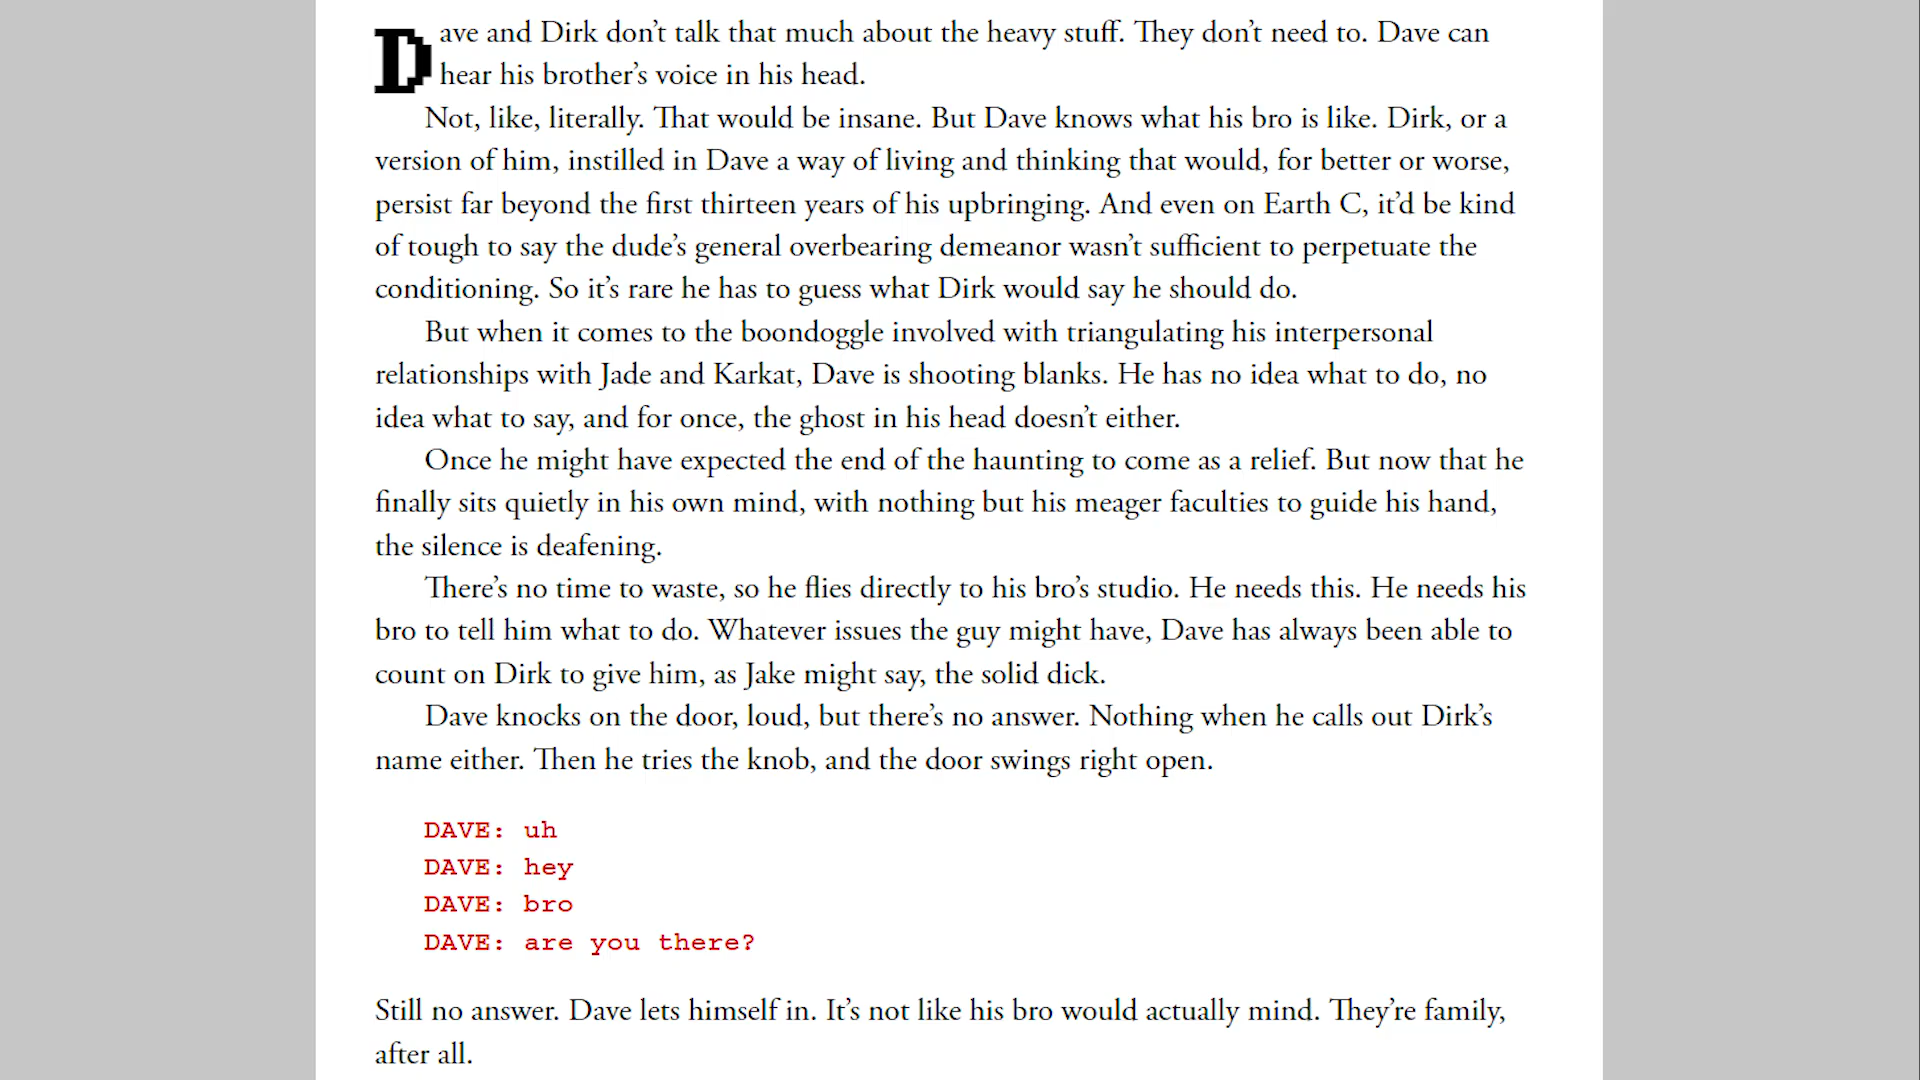 Dave and Dirk don’t talk that much about the heavy stuff. They don’t need to. Dave can
hear his brother’s voice in his head.
Not, like, literally. That would be insane. But Dave knows what his bro is like. Dirk, or a
version of him, instilled in Dave a way of living and thinking that would, for better or worse,
persist far beyond the first thirteen years of his upbringing. And even on Earth C, it’d be kind
of tough to say the dude’s general overbearing demeanor wasn’t sufficient to perpetuate the
conditioning. So it’s rare he has to guess what Dirk would say he should do.
But when it comes to the boondoggle involved with triangulating his interpersonal
relationships with Jade and Karkat, Dave is shooting blanks. He has no idea what to do, no
idea what to say, and for once, the ghost in his head doesn’t either.
Once he might have expected the end of the haunting to come as a relief. But now that he
finally sits quietly in his own mind, with nothing but his meager faculties to guide his hand,
the silence is deafening.
There’s no time to waste, so he flies directly to his bro’s studio. He needs this. He needs his
bro to tell him what to do. Whatever issues the guy might have, Dave has always been able to
count on Dirk to give him, as Jake might say, the solid dick.
Dave knocks on the door, loud, but there’s no answer. Nothing when he calls out Dirk’s
name either. Then he tries the knob, and the door swings right open.
DAVE: uh
DAVE: hey
DAVE: bro
DAVE: are you there?
Still no answer. Dave lets himself in. It’s not like his bro would actually mind. They’re family,
after all.